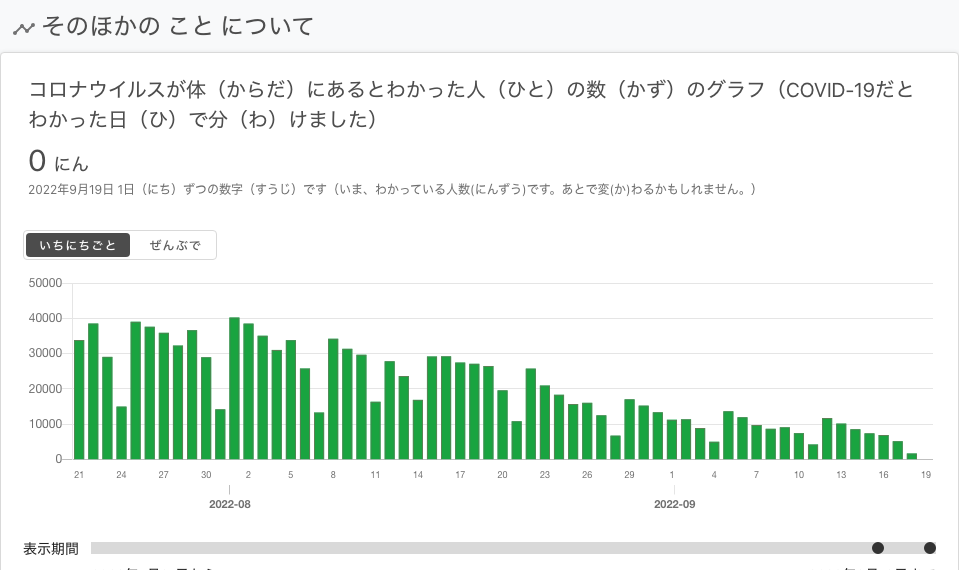 そのほかの こと について
コロナウイルスが体（からだ）にあるとわかった人（ひと）の数（かず）のグラフ（COVID-19だと
わかった日（ひ）で分（わ）けました）
0 にん
2022年9月19日 1日（にち）ずつの数字（すうじ）です（いま、わかっている人数(にんずう)です。あとで変(か)わるかもしれません。）
いちにちごと ぜんぶで
50000
40000
30000
20000
10000
0
21 24 27 30 2 5 8 11 14 17 20 23 26 29 1 4 7 10 13 16 19
2022-08 2022-09
表示期間